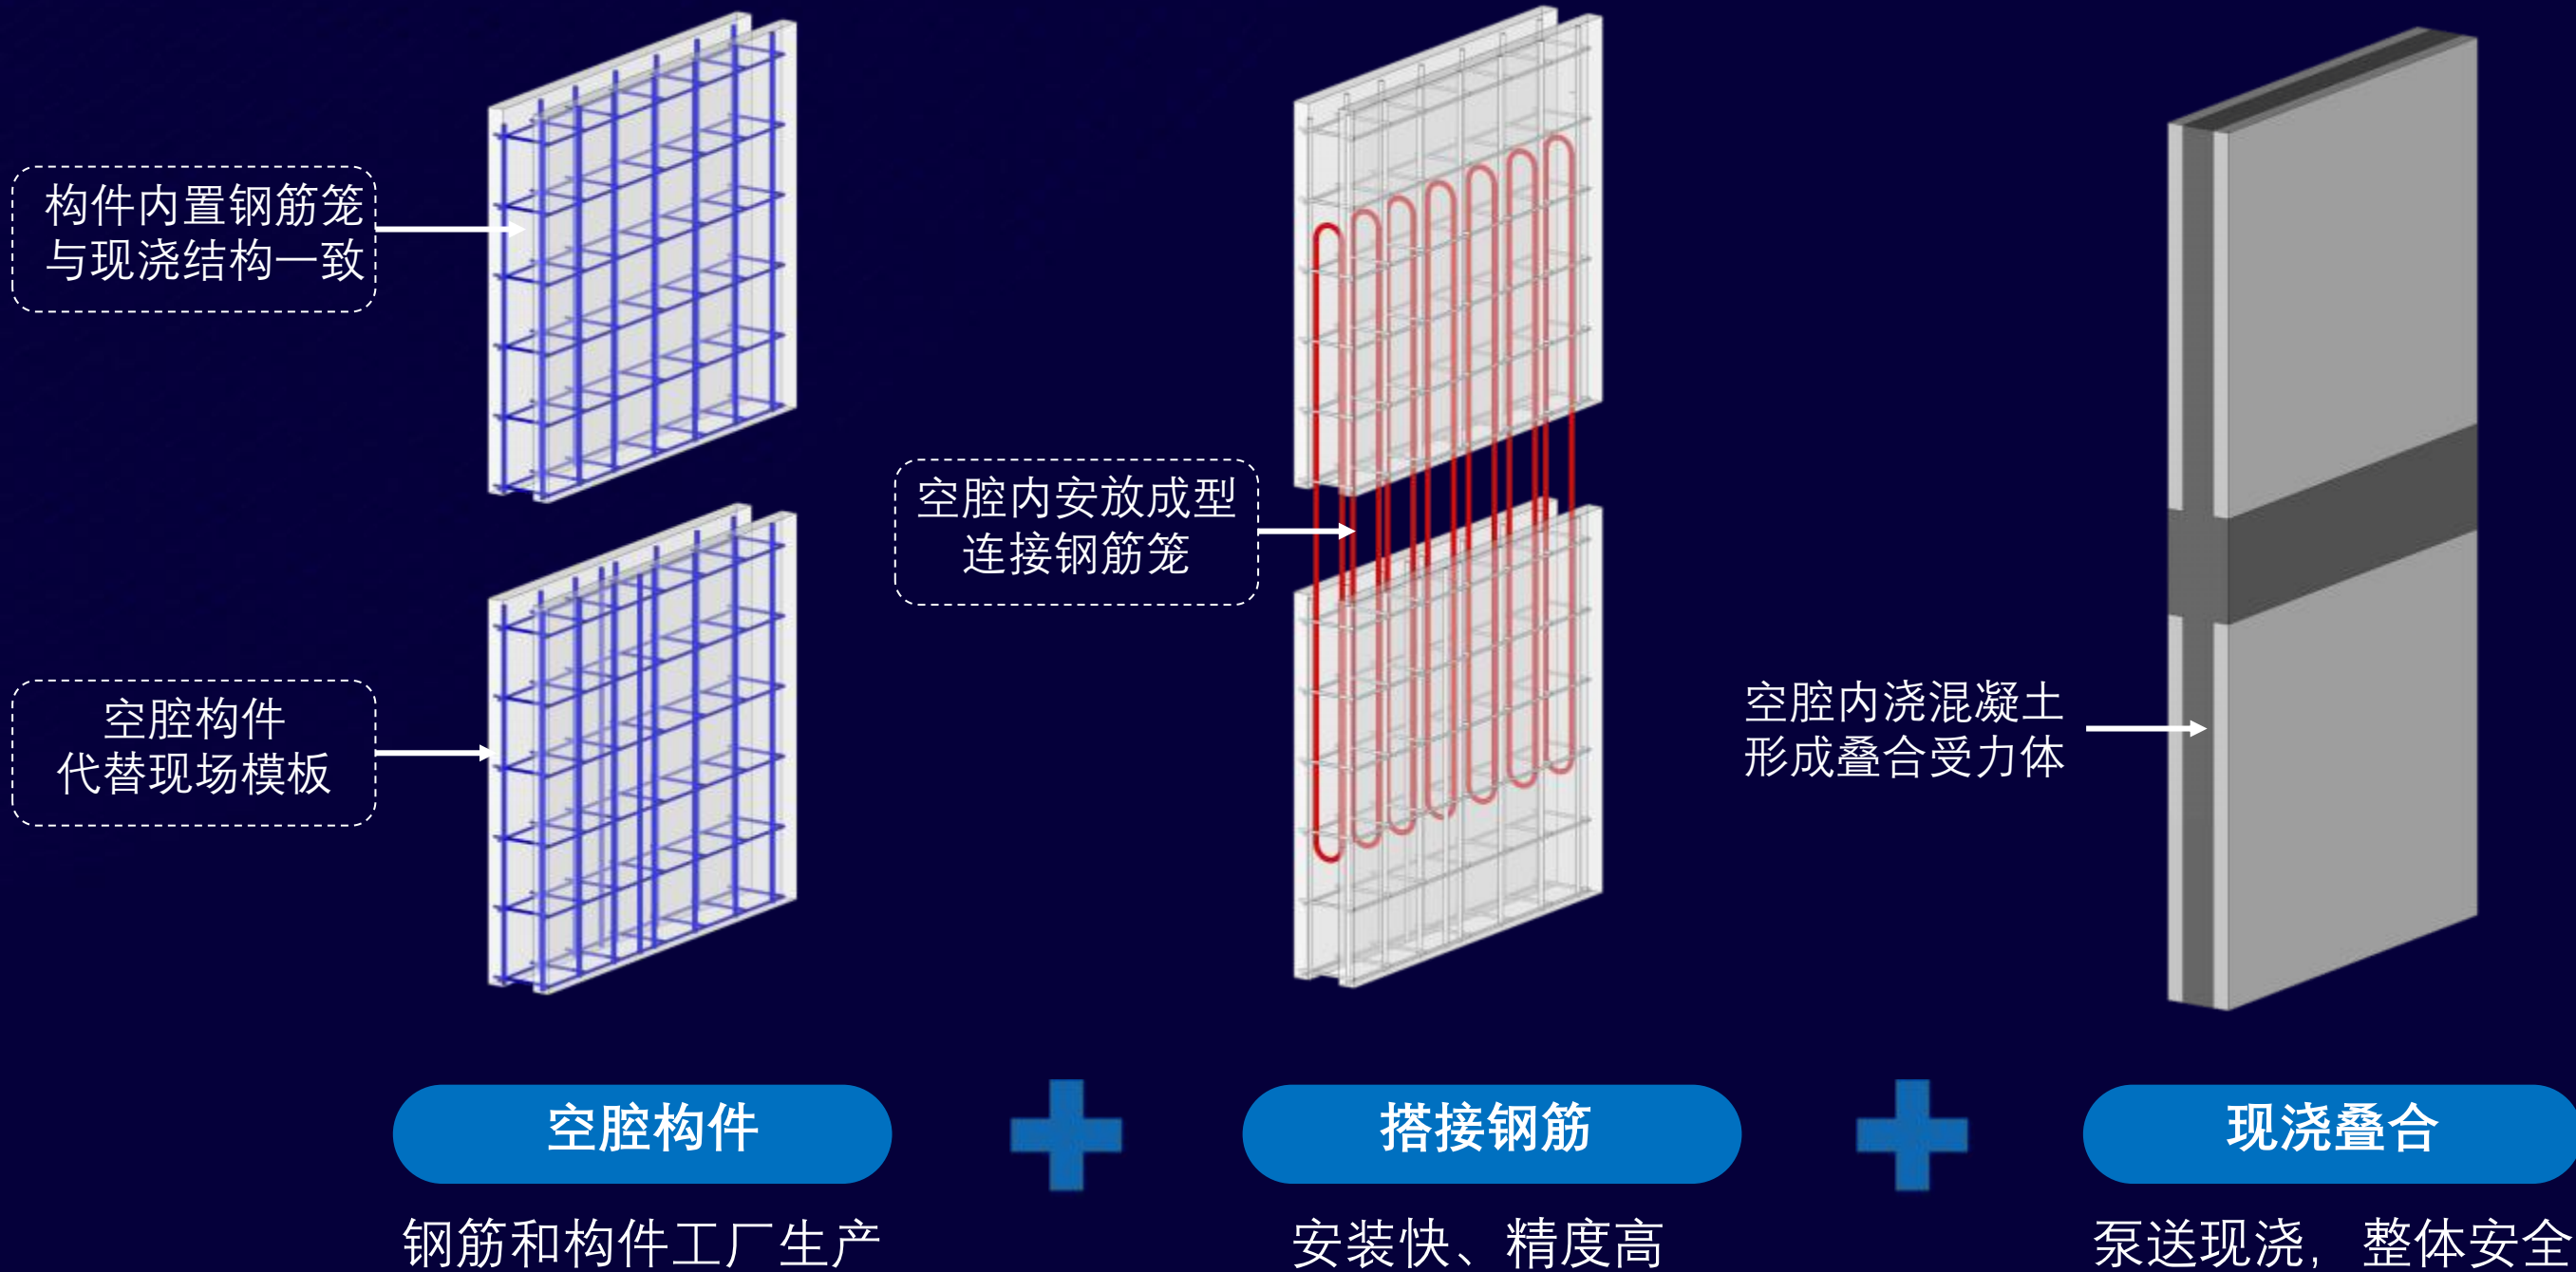 构件内置钢筋笼
与现浇结构一致
空腔构件
代替现场模板
空腔内安放成型
连接钢筋笼
空腔内浇混凝土
形成叠合受力体
空腔构件
搭接钢筋
现浇叠合
钢筋和构件工厂生产
安装快、精度高
泵送现浇，整体安全